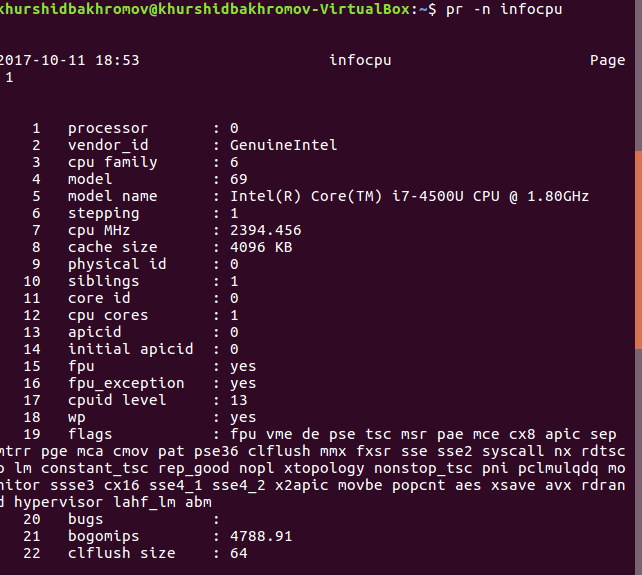 khurshidbakhromov@khurshidbakhromov-VirtualBox:~$ pr -n infocpu
2017-10-11 18:53 infocpu Page
1
1 processor : 0
2 vendor_id : GenuineIntel
3 cpu family : 6
4 model : 69
5 model name : Intel(R) Core(TM) i7-4500U CPU @ 1.80GHz
6 stepping : 1
7 cpu MHz : 2394.456
8 cache size : 4096 KB
9 physical id : 0
10 siblings : 1
11 core id : 0
12 cpu cores : 1
13 apicid : 0
14 initial apicid : 0
15 fpu : yes
16 fpu_exception : yes
17 cpuid level : 13
18 wp : yes
19 flags : fpu vme de pse tsc msr pae mce cx8 apic sep
mtrr pge mca cmov pat pse36 clflush mmx fxsr sse sse2 syscall nx rdtsc
p lm constant_tsc rep_good nopl xtopology nonstop_tsc pni pclmulqdq mo
nitor ssse3 cx16 sse4_1 sse4_2 x2apic movbe popcnt aes xsave avx rdran
d hypervisor lahf_lm abm
20 bugs :
21 bogomips : 4788.91
22 clflush size : 64